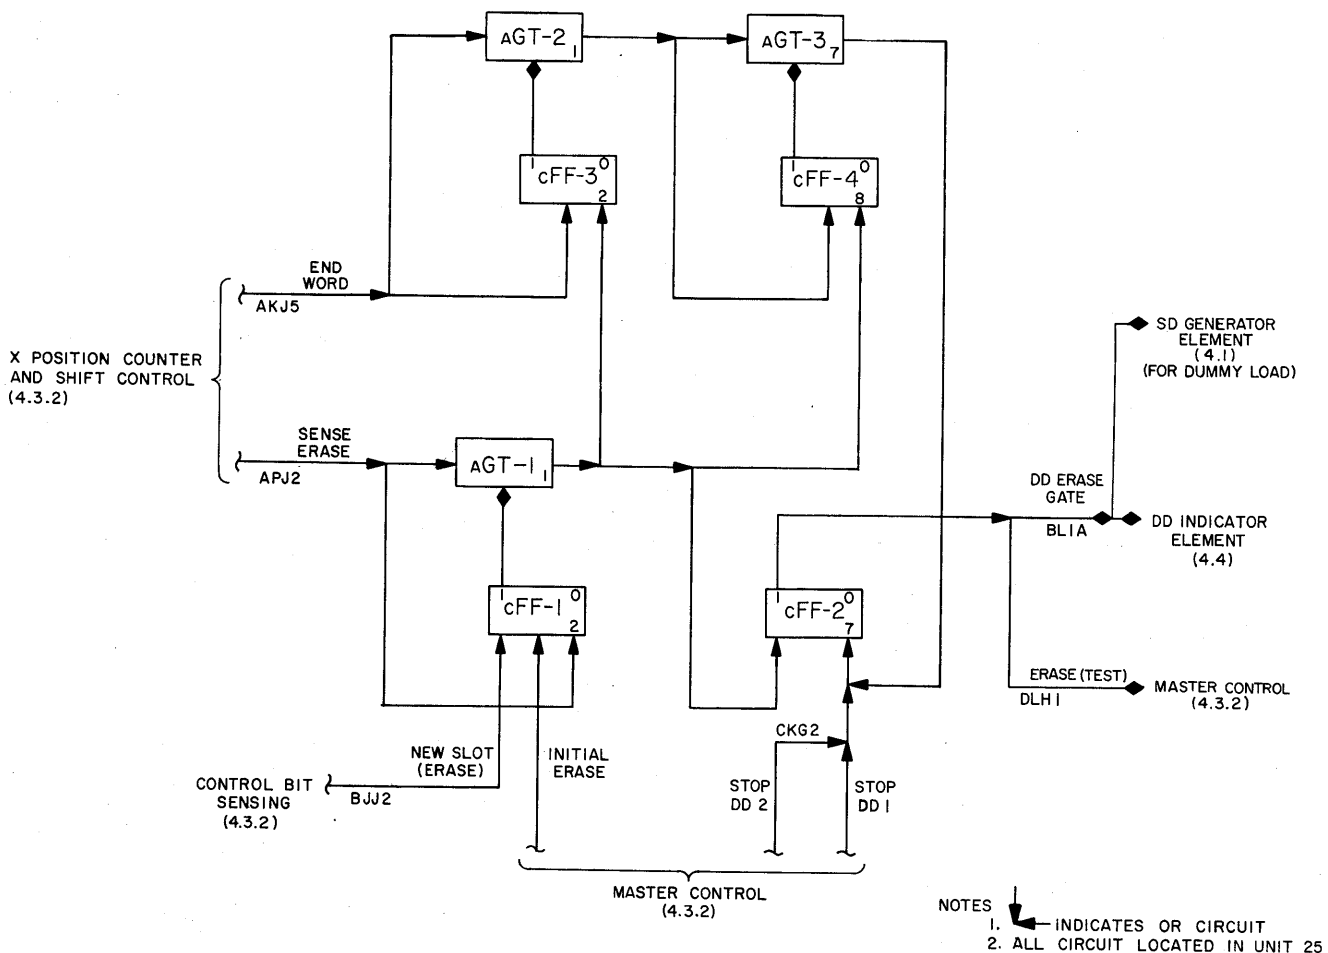 AGT-2
1
AGT-3
7
1 cFF-3 0
2
1 cFF-4 0
8
END
WORD
AKJ5
X POSITION COUNTER
AND SHIFT CONTROL
(4.3.2)
SENSE
ERASE
APJ2
AGT-1
1
SD GENERATOR
ELEMENT
(4.1)
(FOR DUMMY LOAD)
DD ERASE
GATE
BL1A
DD INDICATOR
ELEMENT
(4.4)
1 cFF-1 0
2
1 cFF-2 0
7
ERASE (TEST)
DLH1
MASTER CONTROL
(4.3.2)
NEW SLOT
(ERASE)
INITIAL
ERASE
CKG2
STOP
DD 2
STOP
DD 1
CONTROL BIT
SENSING
(4.3.2)
BJJ2
MASTER CONTROL
(4.3.2)
NOTES
1. INDICATES OR CIRCUIT
2. ALL CIRCUIT LOCATED IN UNIT 25